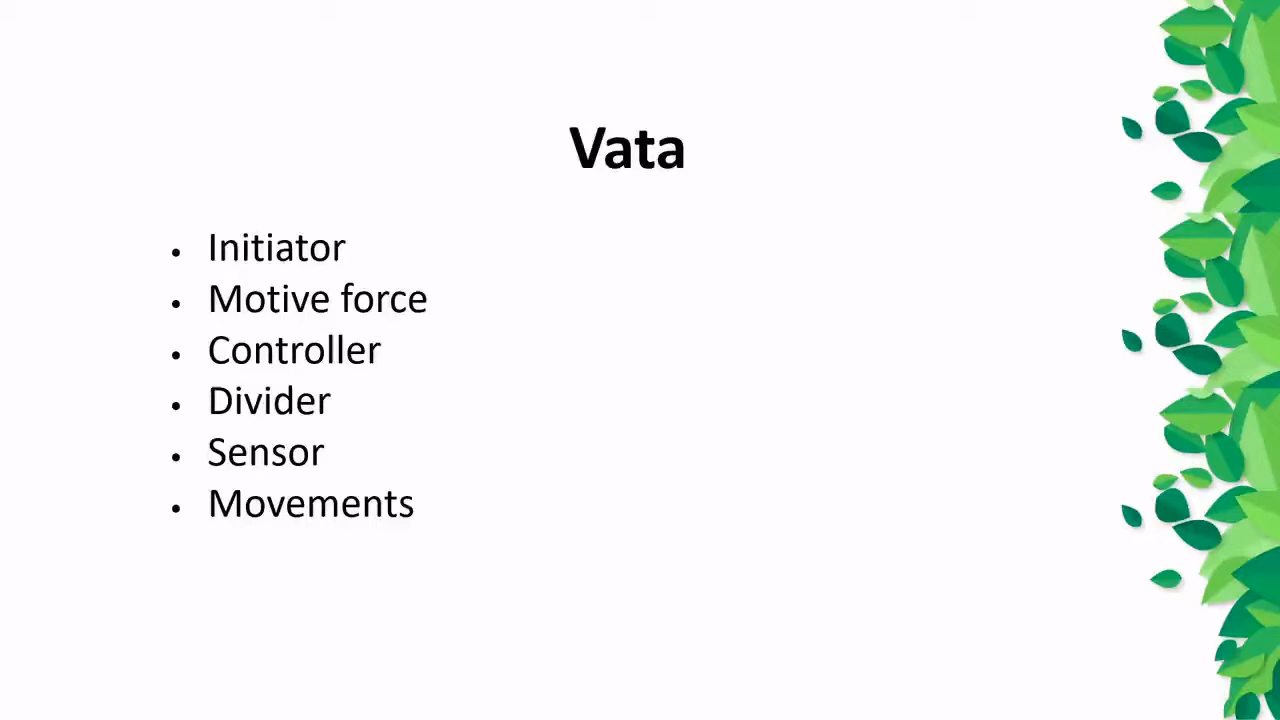 Vata
• Initiator
• Motive force
• Controller
• Divider
• Sensor
• Movements